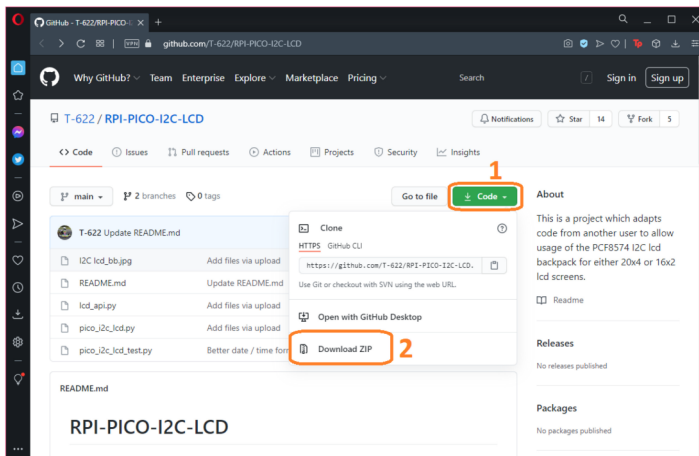 GitHub - T-622/RPI-PICO-I2C-L
VPN github.com/T-622/RPI-PICO-I2C-LCD
Why GitHub? Team Enterprise Explore Marketplace Pricing Search / Sign in Sign up
T-622 / RPI-PICO-I2C-LCD
Notifications Star 14 Fork 5
1
<> Code Issues Pull requests Actions Projects Security Insights
main 2 branches 0 tags Go to file Code
T-622 Update README.md
I2C lcd_bb.jpg Add files via upload
README.md Update README.md
lcd_api.py Add files via upload
pico_i2c_lcd.py Add files via upload
pico_i2c_lcd_test.py Better date / time for
Clone
HTTPS GitHub CLI
https://github.com/T-622/RPI-PICO-I2C-LCD.
Use Git or checkout with SVN using the web URL.
Open with GitHub Desktop
Download ZIP
2
About
This is a project which adapts
code from another user to allow
usage of the PCF8574 I2C lcd
backpack for either 20x4 or 16x2
lcd screens.
Readme
Releases
No releases published
Packages
No packages published
README.md
RPI-PICO-I2C-LCD